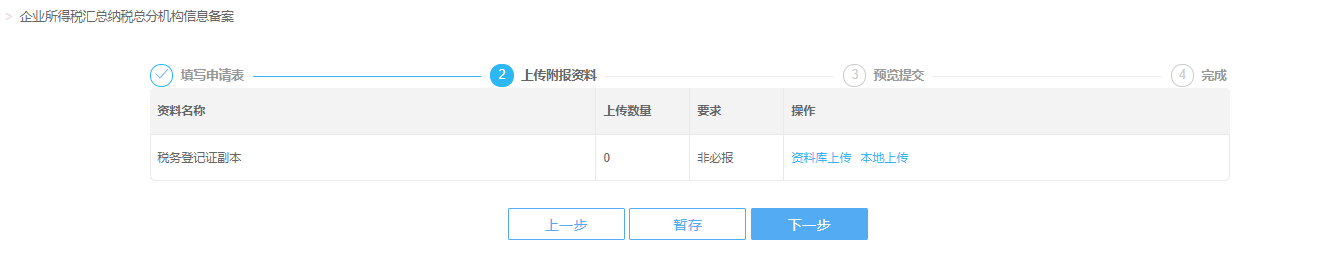 > 企业所得税汇总纳税总分机构信息备案
填写申请表 2 上传附报资料 3 预览提交 4 完成
资料名称 上传数量 要求 操作
税务登记证副本 0 非必报 资料库上传 本地上传
上一步 暂存 下一步